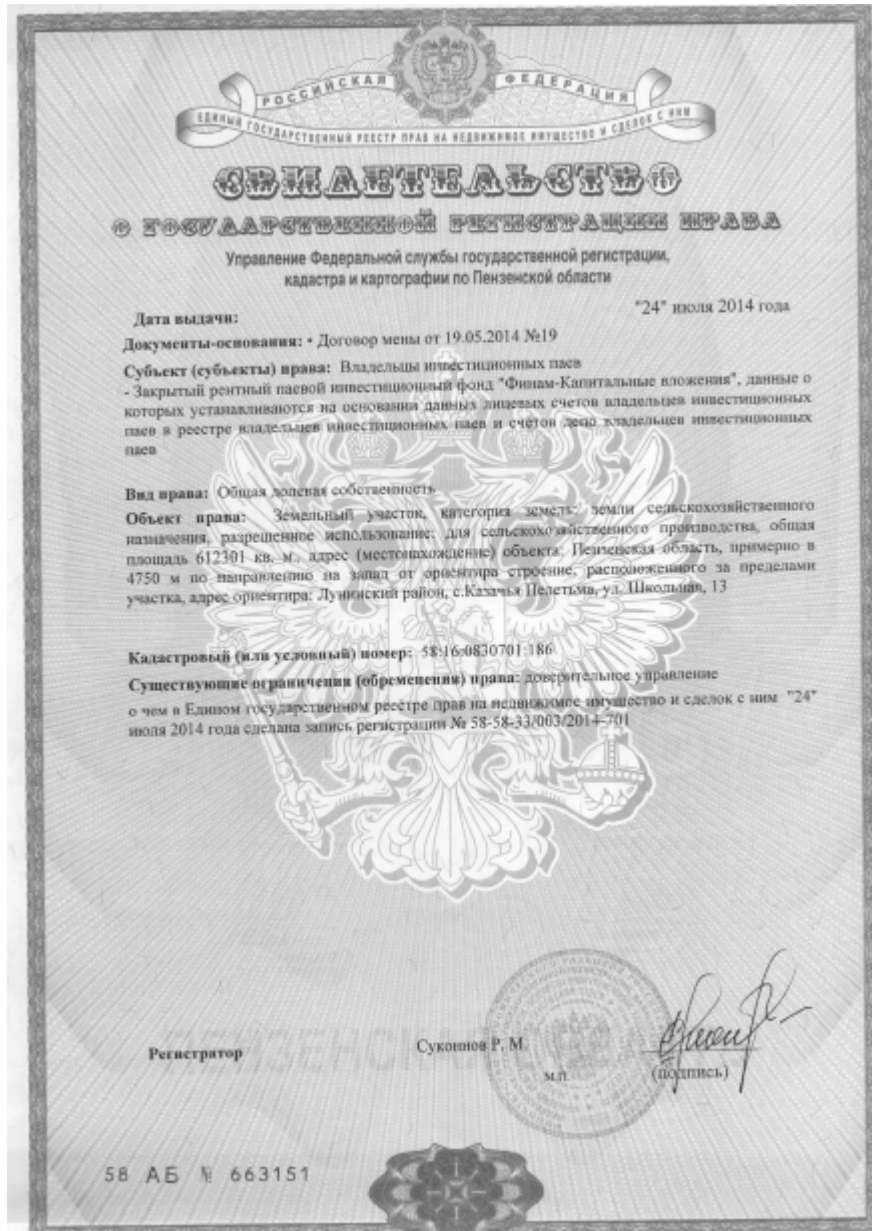 РОССИЙСКАЯ ФЕДЕРАЦИЯ
ЕДИНЫЙ ГОСУДАРСТВЕННЫЙ РЕЕСТР ПРАВ НА НЕДВИЖИМОЕ ИМУЩЕСТВО И СДЕЛОК С НИМ
СВИДЕТЕЛЬСТВО
О ГОСУДАРСТВЕННОЙ РЕГИСТРАЦИИ ПРАВА
Управление Федеральной службы государственной регистрации,
кадастра и картографии по Пензенской области
Дата выдачи: "24" июля 2014 года
Документы-основания: • Договор мены от 19.05.2014 №19
Субъект (субъекты) права: Владельцы инвестиционных паев
- Закрытый рентный паевой инвестиционный фонд "Финам-Капитальные вложения", данные о
которых устанавливаются на основании данных лицевых счетов владельцев инвестиционных
паев в реестре владельцев инвестиционных паев и счетов депо владельцев инвестиционных
паев
Вид права: Общая долевая собственность
Объект права: Земельный участок, категория земель: земли сельскохозяйственного
назначения, разрешенное использование: для сельскохозяйственного производства, общая
площадь 612301 кв. м., адрес (местонахождение) объекта: Пензенская область, примерно в
4750 м по направлению на запад от ориентира строение, расположенного за пределами
участка, адрес ориентира: Лунинский район, с.Казачья Пелетьма, ул. Школьная, 13
Кадастровый (или условный) номер: 58:16:0830701:186
Существующие ограничения (обременения) права: доверительное управление
о чем в Едином государственном реестре прав на недвижимое имущество и сделок с ним "24"
июля 2014 года сделана запись регистрации № 58-58-33/003/2014-701
Регистратор Суконнов Р. М.
м.п. (подпись)
58 АБ № 663151